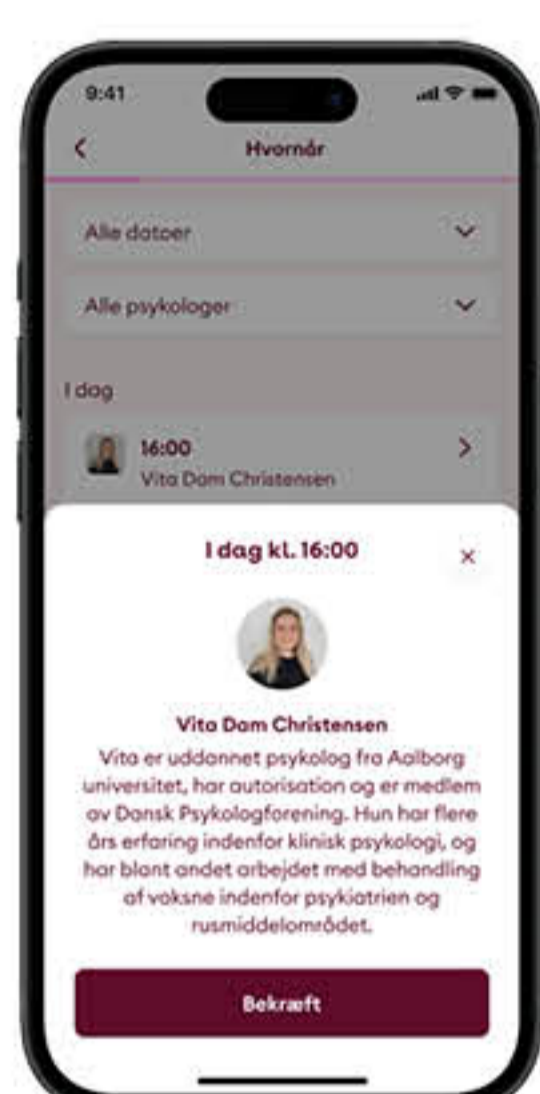 9:41
Hvornår
Alle datoer
Alle psykologer
I dag
16:00
Vita Dam Christensen
I dag kl. 16:00
Vita Dam Christensen
Vita er uddannet psykolog fra Aalborg
universitet, har autorisation og er medlem
av Dansk Psykologforening. Hun har flere
års erfaring indenfor klinisk psykologi, og
har blant andet arbejdet med behandling
af voksne indenfor psykiatrien og
rusmiddelområdet.
Bekræft